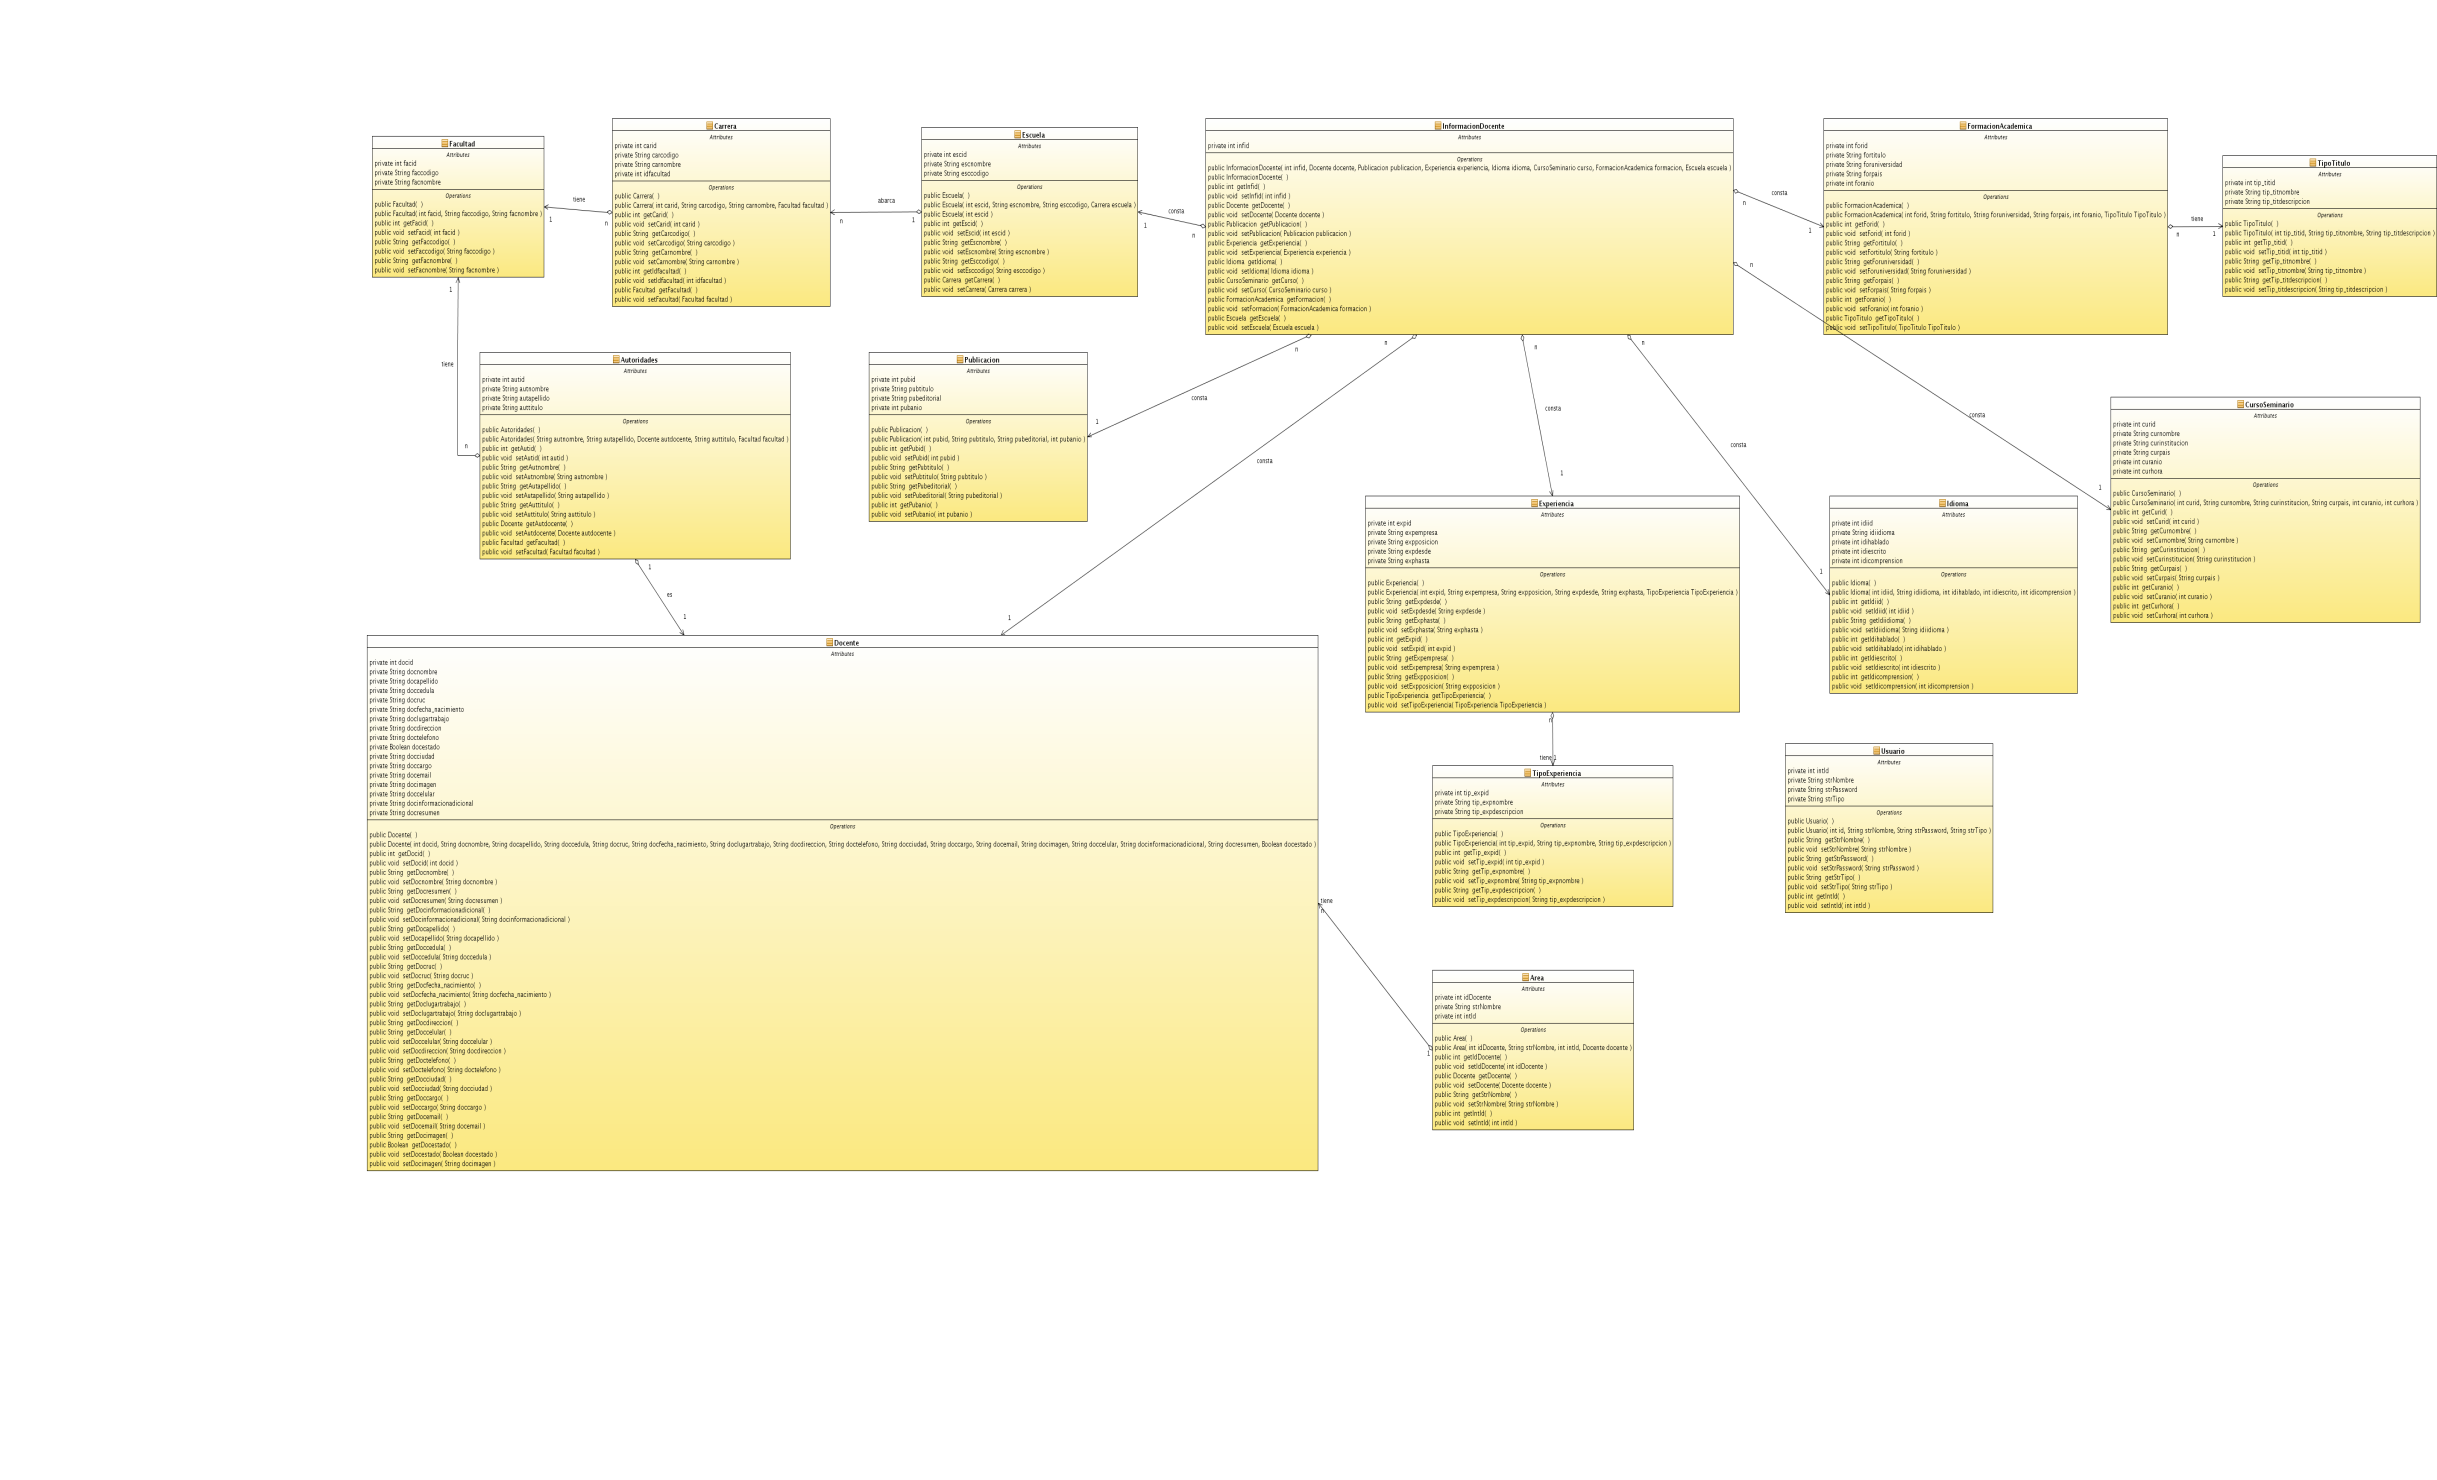 Facultad
Attributes
private int facid
private String faccodigo
private String facnombre
Operations
public Facultad( )
public Facultad( int facid, String faccodigo, String facnombre )
public int getFacid( )
public void setFacid( int facid )
public String getFaccodigo( )
public void setFaccodigo( String faccodigo )
public String getFacnombre( )
public void setFacnombre( String facnombre )
tiene
1
n
Carrera
Attributes
private int carid
private String carcodigo
private String carnombre
private int idfacultad
Operations
public Carrera( )
public Carrera( int carid, String carcodigo, String carnombre, Facultad facultad )
public int getCarid( )
public void setCarid( int carid )
public String getCarcodigo( )
public void setCarcodigo( String carcodigo )
public String getCarnombre( )
public void setCarnombre( String carnombre )
public int getIdfacultad( )
public void setIdfacultad( int idfacultad )
public Facultad getFacultad( )
public void setFacultad( Facultad facultad )
abarca
n
1
Escuela
Attributes
private int escid
private String escnombre
private String esccodigo
Operations
public Escuela( )
public Escuela( int escid, String escnombre, String esccodigo, Carrera escuela )
public Escuela( int escid )
public int getEscid( )
public void setEscid( int escid )
public String getEscnombre( )
public void setEscnombre( String escnombre )
public String getEsccodigo( )
public void setEsccodigo( String esccodigo )
public Carrera getCarrera( )
public void setCarrera( Carrera carrera )
consta
1
n
InformacionDocente
Attributes
private int infid
Operations
public InformacionDocente( int infid, Docente docente, Publicacion publicacion, Experiencia experiencia, Idioma idioma, CursoSeminario curso, FormacionAcademica formacion, Escuela escuela )
public InformacionDocente( )
public int getInfid( )
public void setInfid( int infid )
public Docente getDocente( )
public void setDocente( Docente docente )
public Publicacion getPublicacion( )
public void setPublicacion( Publicacion publicacion )
public Experiencia getExperiencia( )
public void setExperiencia( Experiencia experiencia )
public Idioma getIdioma( )
public void setIdioma( Idioma idioma )
public CursoSeminario getCurso( )
public void setCurso( CursoSeminario curso )
public FormacionAcademica getFormacion( )
public void setFormacion( FormacionAcademica formacion )
public Escuela getEscuela( )
public void setEscuela( Escuela escuela )
consta
n
1
n
FormacionAcademica
Attributes
private int forid
private String fortitulo
private String foruniversidad
private String forpais
private int foranio
Operations
public FormacionAcademica( )
public FormacionAcademica( int forid, String fortitulo, String foruniversidad, String forpais, int foranio, TipoTitulo TipoTitulo )
public int getForid( )
public void setForid( int forid )
public String getFortitulo( )
public void setFortitulo( String fortitulo )
public String getForuniversidad( )
public void setForuniversidad( String foruniversidad )
public String getForpais( )
public void setForpais( String forpais )
public int getForanio( )
public void setForanio( int foranio )
public TipoTitulo getTipoTitulo( )
public void setTipoTitulo( TipoTitulo TipoTitulo )
tiene
n
1
TipoTitulo
Attributes
private int tip_titid
private String tip_titnombre
private String tip_titdescripcion
Operations
public TipoTitulo( )
public TipoTitulo( int tip_titid, String tip_titnombre, String tip_titdescripcion )
public int getTip_titid( )
public void setTip_titid( int tip_titid )
public String getTip_titnombre( )
public void setTip_titnombre( String tip_titnombre )
public String getTip_titdescripcion( )
public void setTip_titdescripcion( String tip_titdescripcion )
1
tiene
n
Autoridades
Attributes
private int autid
private String autnombre
private String autapellido
private String auttitulo
Operations
public Autoridades( )
public Autoridades( String autnombre, String autapellido, Docente autdocente, String auttitulo, Facultad facultad )
public int getAutid( )
public void setAutid( int autid )
public String getAutnombre( )
public void setAutnombre( String autnombre )
public String getAutapellido( )
public void setAutapellido( String autapellido )
public String getAuttitulo( )
public void setAuttitulo( String auttitulo )
public Docente getAutdocente( )
public void setAutdocente( Docente autdocente )
public Facultad getFacultad( )
public void setFacultad( Facultad facultad )
1
es
1
Publicacion
Attributes
private int pubid
private String pubtitulo
private String pubeditorial
private int pubanio
Operations
public Publicacion( )
public Publicacion( int pubid, String pubtitulo, String pubeditorial, int pubanio )
public int getPubid( )
public void setPubid( int pubid )
public String getPubtitulo( )
public void setPubtitulo( String pubtitulo )
public String getPubeditorial( )
public void setPubeditorial( String pubeditorial )
public int getPubanio( )
public void setPubanio( int pubanio )
n
consta
1
n
consta
1
n
consta
1
n
consta
1
consta
1
CursoSeminario
Attributes
private int curid
private String curnombre
private String curinstitucion
private String curpais
private int curanio
private int curhora
Operations
public CursoSeminario( )
public CursoSeminario( int curid, String curnombre, String curinstitucion, String curpais, int curanio, int curhora )
public int getCurid( )
public void setCurid( int curid )
public String getCurnombre( )
public void setCurnombre( String curnombre )
public String getCurinstitucion( )
public void setCurinstitucion( String curinstitucion )
public String getCurpais( )
public void setCurpais( String curpais )
public int getCuranio( )
public void setCuranio( int curanio )
public int getCurhora( )
public void setCurhora( int curhora )
Experiencia
Attributes
private int expid
private String expempresa
private String expposicion
private String expdesde
private String exphasta
Operations
public Experiencia( )
public Experiencia( int expid, String expempresa, String expposicion, String expdesde, String exphasta, TipoExperiencia TipoExperiencia )
public String getExpdesde( )
public void setExpdesde( String expdesde )
public String getExphasta( )
public void setExphasta( String exphasta )
public int getExpid( )
public void setExpid( int expid )
public String getExpempresa( )
public void setExpempresa( String expempresa )
public String getExpposicion( )
public void setExpposicion( String expposicion )
public TipoExperiencia getTipoExperiencia( )
public void setTipoExperiencia( TipoExperiencia TipoExperiencia )
n
tiene 1
Idioma
Attributes
private int idiid
private String idiidioma
private int idihablado
private int idiescrito
private int idicomprension
Operations
public Idioma( )
public Idioma( int idiid, String idiidioma, int idihablado, int idiescrito, int idicomprension )
public int getIdiid( )
public void setIdiid( int idiid )
public String getIdiidioma( )
public void setIdiidioma( String idiidioma )
public int getIdihablado( )
public void setIdihablado( int idihablado )
public int getIdiescrito( )
public void setIdiescrito( int idiescrito )
public int getIdicomprension( )
public void setIdicomprension( int idicomprension )
Docente
Attributes
private int docid
private String docnombre
private String docapellido
private String doccedula
private String docruc
private String docfecha_nacimiento
private String doclugartrabajo
private String docdireccion
private String doctelefono
private Boolean docestado
private String docciudad
private String doccargo
private String docemail
private String docimagen
private String doccelular
private String docinformacionadicional
private String docresumen
Operations
public Docente( )
public Docente( int docid, String docnombre, String docapellido, String doccedula, String docruc, String docfecha_nacimiento, String doclugartrabajo, String docdireccion, String doctelefono, String docciudad, String doccargo, String docemail, String docimagen, String doccelular, String docinformacionadicional, String docresumen, Boolean docestado )
public int getDocid( )
public void setDocid( int docid )
public String getDocnombre( )
public void setDocnombre( String docnombre )
public String getDocresumen( )
public void setDocresumen( String docresumen )
public String getDocinformacionadicional( )
public void setDocinformacionadicional( String docinformacionadicional )
public String getDocapellido( )
public void setDocapellido( String docapellido )
public String getDoccedula( )
public void setDoccedula( String doccedula )
public String getDocruc( )
public void setDocruc( String docruc )
public String getDocfecha_nacimiento( )
public void setDocfecha_nacimiento( String docfecha_nacimiento )
public String getDoclugartrabajo( )
public void setDoclugartrabajo( String doclugartrabajo )
public String getDocdireccion( )
public String getDoccelular( )
public void setDoccelular( String doccelular )
public void setDocdireccion( String docdireccion )
public String getDoctelefono( )
public void setDoctelefono( String doctelefono )
public String getDocciudad( )
public void setDocciudad( String docciudad )
public String getDoccargo( )
public void setDoccargo( String doccargo )
public String getDocemail( )
public void setDocemail( String docemail )
public String getDocimagen( )
public Boolean getDocestado( )
public void setDocestado( Boolean docestado )
public void setDocimagen( String docimagen )
tiene
n
1
TipoExperiencia
Attributes
private int tip_expid
private String tip_expnombre
private String tip_expdescripcion
Operations
public TipoExperiencia( )
public TipoExperiencia( int tip_expid, String tip_expnombre, String tip_expdescripcion )
public int getTip_expid( )
public void setTip_expid( int tip_expid )
public String getTip_expnombre( )
public void setTip_expnombre( String tip_expnombre )
public String getTip_expdescripcion( )
public void setTip_expdescripcion( String tip_expdescripcion )
Usuario
Attributes
private int intId
private String strNombre
private String strPassword
private String strTipo
Operations
public Usuario( )
public Usuario( int id, String strNombre, String strPassword, String strTipo )
public String getStrNombre( )
public void setStrNombre( String strNombre )
public String getStrPassword( )
public void setStrPassword( String strPassword )
public String getStrTipo( )
public void setStrTipo( String strTipo )
public int getIntId( )
public void setIntId( int intId )
Area
Attributes
private int idDocente
private String strNombre
private int intId
Operations
public Area( )
public Area( int idDocente, String strNombre, int intId, Docente docente )
public int getIdDocente( )
public void setIdDocente( int idDocente )
public Docente getDocente( )
public void setDocente( Docente docente )
public String getStrNombre( )
public void setStrNombre( String strNombre )
public int getIntId( )
public void setIntId( int intId )